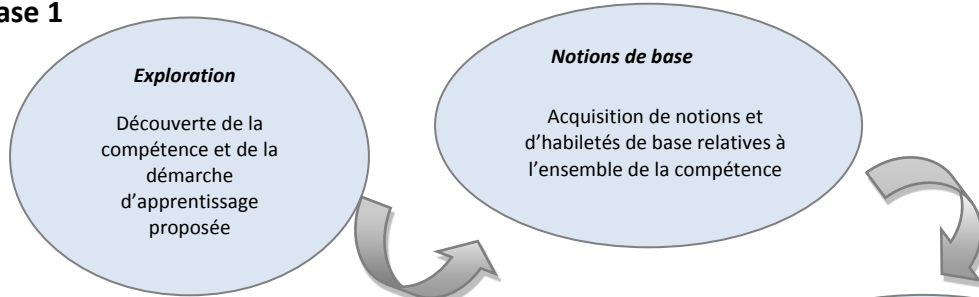 ase 1
Exploration
Découverte de la
compétence et de la
démarche
d'apprentissage
proposée
Notions de base
Acquisition de notions et
d'habiletés de base relatives à
l'ensemble de la compétence